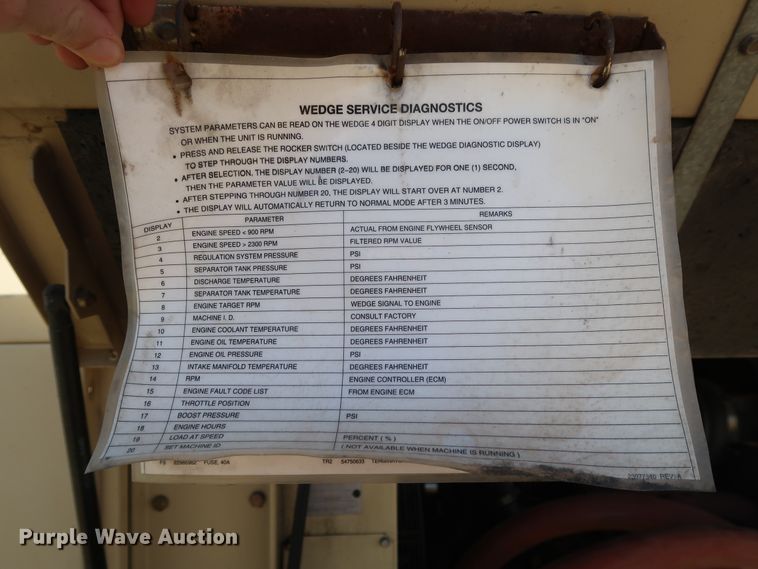 WEDGE SERVICE DIAGNOSTICS
SYSTEM PARAMETERS CAN BE READ ON THE WEDGE 4 DIGIT DISPLAY WHEN THE ON/OFF POWER SWITCH IS IN "ON"
OR WHEN THE UNIT IS RUNNING.
• PRESS AND RELEASE THE ROCKER SWITCH (LOCATED BESIDE THE WEDGE DIAGNOSTIC DISPLAY)
TO STEP THROUGH THE DISPLAY NUMBERS.
• AFTER SELECTION, THE DISPLAY NUMBER (2-20) WILL BE DISPLAYED FOR ONE (1) SECOND,
THEN THE PARAMETER VALUE WILL BE DISPLAYED.
• AFTER STEPPING THROUGH NUMBER 20, THE DISPLAY WILL START OVER AT NUMBER 2.
• THE DISPLAY WILL AUTOMATICALLY RETURN TO NORMAL MODE AFTER 3 MINUTES.
DISPLAY PARAMETER REMARKS
2 ENGINE SPEED < 900 RPM ACTUAL FROM ENGINE FLYWHEEL SENSOR
3 ENGINE SPEED > 2300 RPM FILTERED RPM VALUE
4 REGULATION SYSTEM PRESSURE PSI
5 SEPARATOR TANK PRESSURE PSI
6 DISCHARGE TEMPERATURE DEGREES FAHRENHEIT
7 SEPARATOR TANK TEMPERATURE DEGREES FAHRENHEIT
8 ENGINE TARGET RPM WEDGE SIGNAL TO ENGINE
9 MACHINE I. D. CONSULT FACTORY
10 ENGINE COOLANT TEMPERATURE DEGREES FAHRENHEIT
11 ENGINE OIL TEMPERATURE DEGREES FAHRENHEIT
12 ENGINE OIL PRESSURE PSI
13 INTAKE MANIFOLD TEMPERATURE DEGREES FAHRENHEIT
14 RPM ENGINE CONTROLLER (ECM)
15 ENGINE FAULT CODE LIST FROM ENGINE ECM
16 THROTTLE POSITION
17 BOOST PRESSURE PSI
18 ENGINE HOURS
19 LOAD AT SPEED PERCENT ( % )
20 SET MACHINE ID ( NOT AVAILABLE WHEN MACHINE IS RUNNING )
FUSE, 40A TR2 54750633
REV: A
Purple Wave Auction